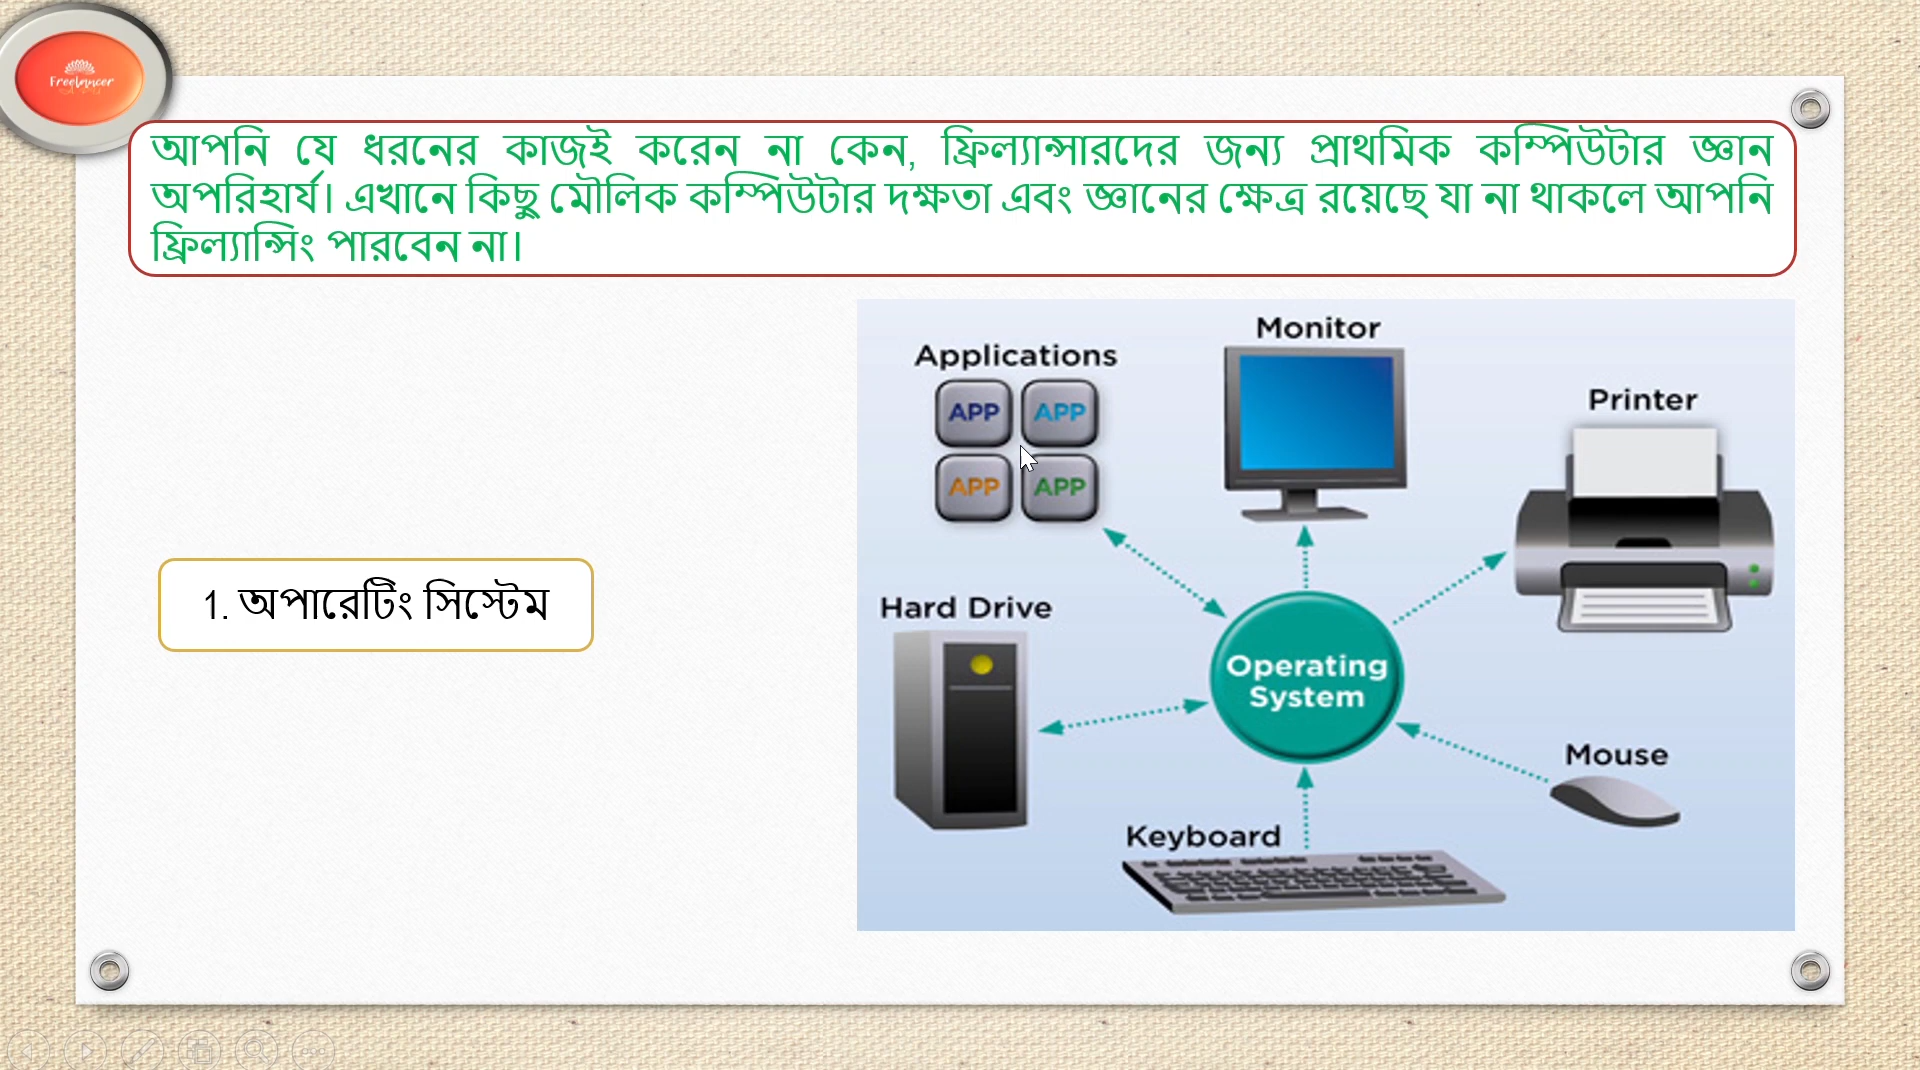 Freelancer
আপনি যে ধরনের কাজই করেন না কেন, ফ্রিল্যান্সারদের জন্য প্রাথমিক কম্পিউটার জ্ঞান
অপরিহার্য। এখানে কিছু মৌলিক কম্পিউটার দক্ষতা এবং জ্ঞানের ক্ষেত্র রয়েছে যা না থাকলে আপনি
ফ্রিল্যান্সিং পারবেন না।
1. অপারেটিং সিস্টেম
Monitor
Applications
Printer
APP APP
APP APP
Hard Drive
Operating
System
Mouse
Keyboard